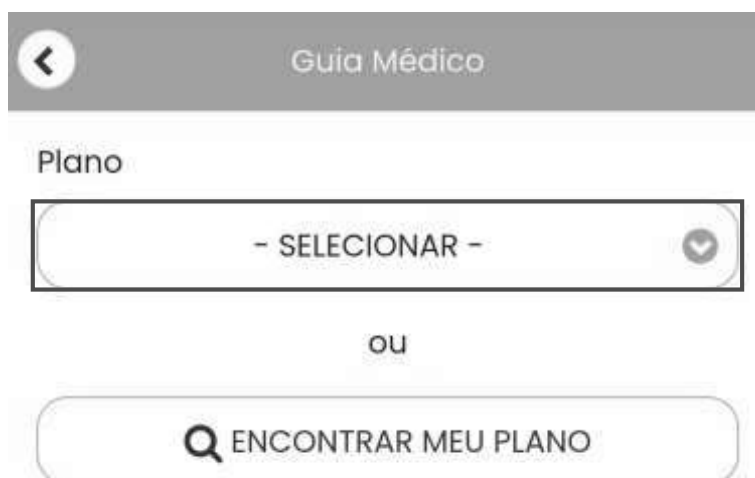 Guia Médico
Plano
- SELECIONAR -
ou
ENCONTRAR MEU PLANO